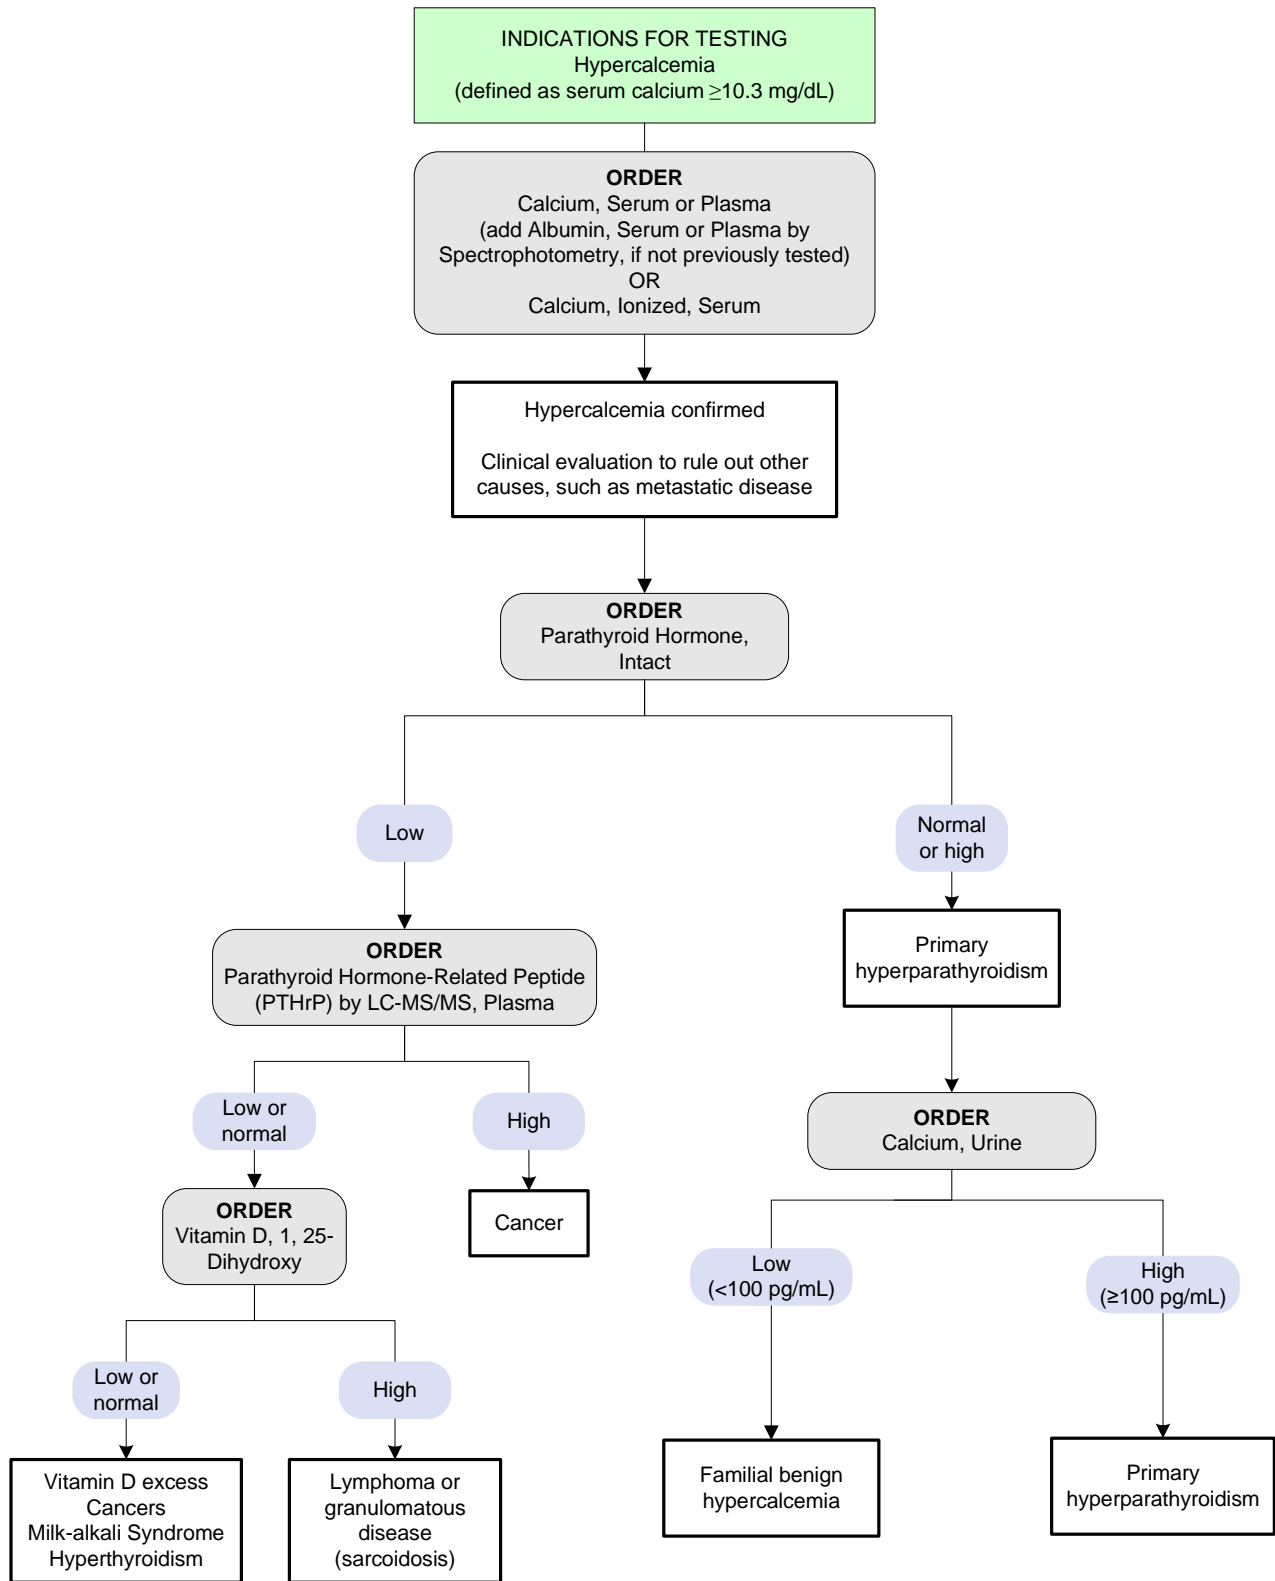 INDICATIONS FOR TESTING
Hypercalcemia
(defined as serum calcium ≥10.3 mg/dL)
ORDER
Calcium, Serum or Plasma
(add Albumin, Serum or Plasma by
Spectrophotometry, if not previously tested)
OR
Calcium, Ionized, Serum
Hypercalcemia confirmed
Clinical evaluation to rule out other
causes, such as metastatic disease
ORDER
Parathyroid Hormone,
Intact
Low
Normal
or high
ORDER
Parathyroid Hormone-Related Peptide
(PTHrP) by LC-MS/MS, Plasma
Primary
hyperparathyroidism
Low or
normal
High
ORDER
Calcium, Urine
ORDER
Vitamin D, 1, 25-
Dihydroxy
Cancer
Low
(<100 pg/mL)
High
(≥100 pg/mL)
Low or
normal
High
Vitamin D excess
Cancers
Milk-alkali Syndrome
Hyperthyroidism
Lymphoma or
granulomatous
disease
(sarcoidosis)
Familial benign
hypercalcemia
Primary
hyperparathyroidism